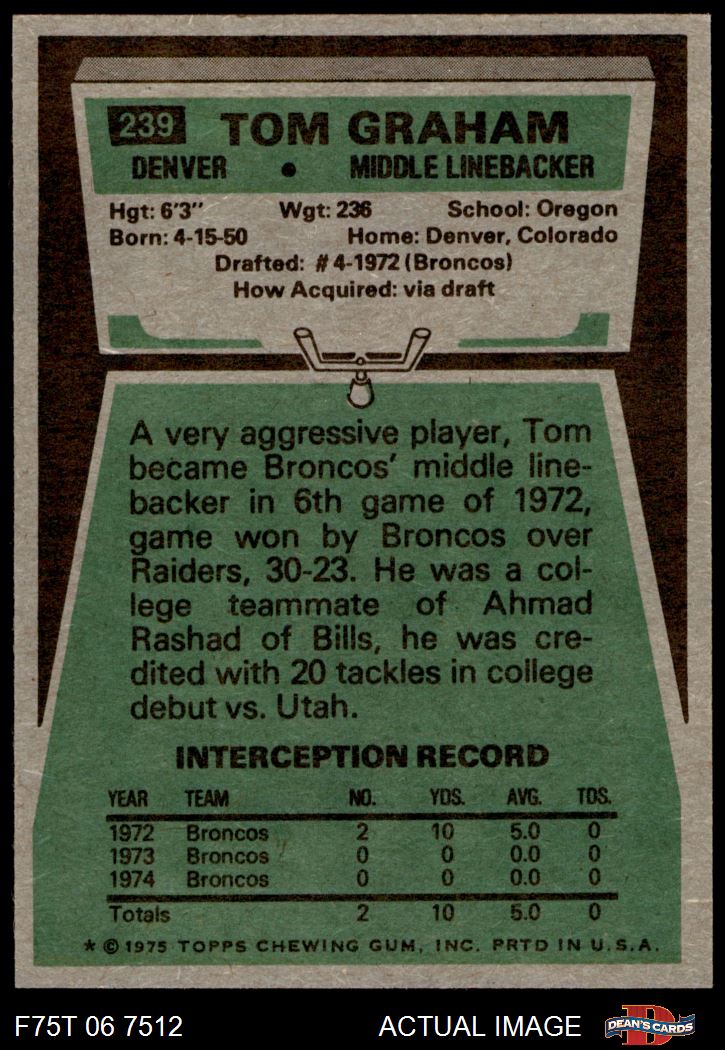 239 TOM GRAHAM
DENVER • MIDDLE LINEBACKER
Hgt: 6'3" Wgt: 236 School: Oregon
Born: 4-15-50 Home: Denver, Colorado
Drafted: #4-1972 (Broncos)
How Acquired: via draft
A very aggressive player, Tom
became Broncos' middle line-
backer in 6th game of 1972,
game won by Broncos over
Raiders, 30-23. He was a col-
lege teammate of Ahmad
Rashad of Bills, he was cre-
dited with 20 tackles in college
debut vs. Utah.
INTERCEPTION RECORD
YEAR TEAM NO. YDS. AVG. TDS.
1972 Broncos 2 10 5.0 0
1973 Broncos 0 0 0.0 0
1974 Broncos 0 0 0.0 0
Totals 2 10 5.0 0
* © 1975 TOPPS CHEWING GUM, INC. PRTD IN U.S.A.
F75T 06 7512 ACTUAL IMAGE DEAN'S CARDS